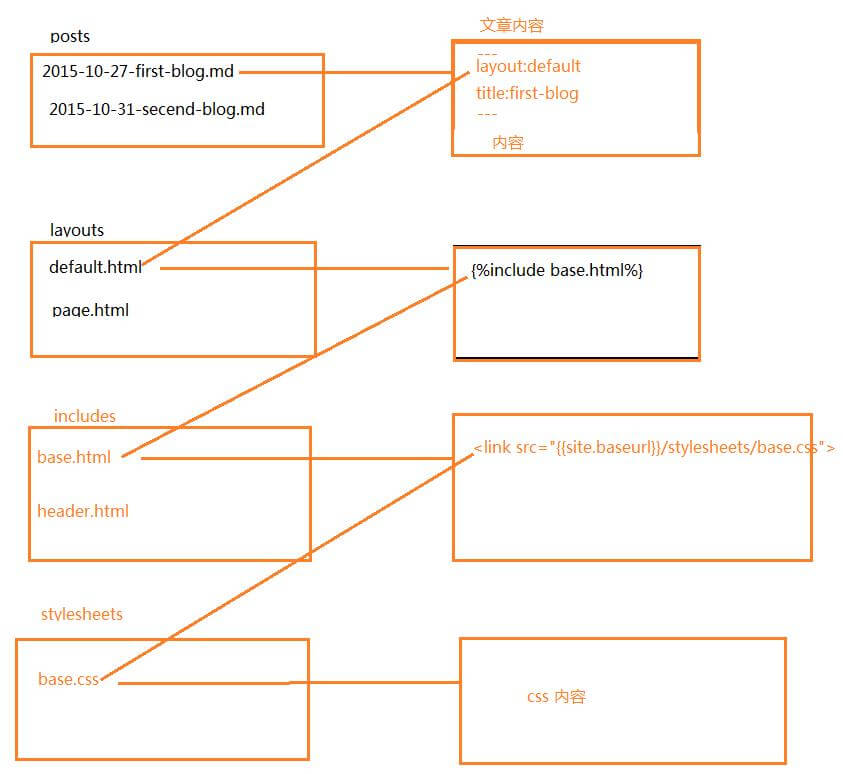 posts
文章内容
2015-10-27-first-blog.md
2015-10-31-secend-blog.md
---
layout:default
title:first-blog
---
内容
layouts
default.html
page.html
{%include base.html%}
includes
base.html
header.html
<link src="{{site.baseurl}}/stylesheets/base.css">
stylesheets
base.css
css 内容